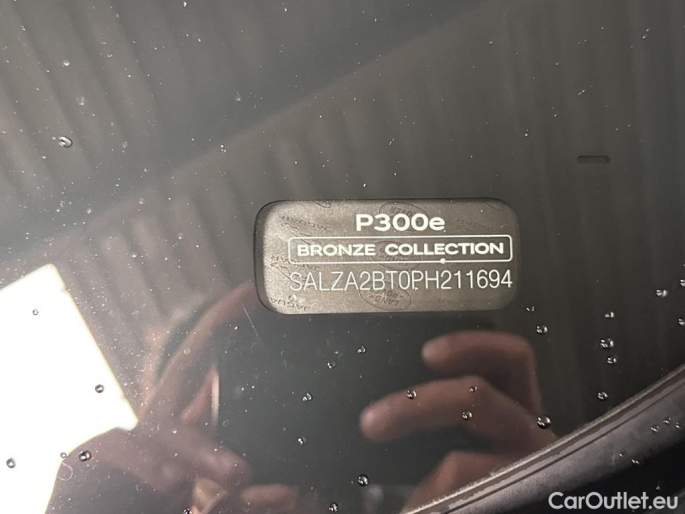 P300e
BRONZE COLLECTION
SALZA2BT0PH211694
CarOutlet.eu